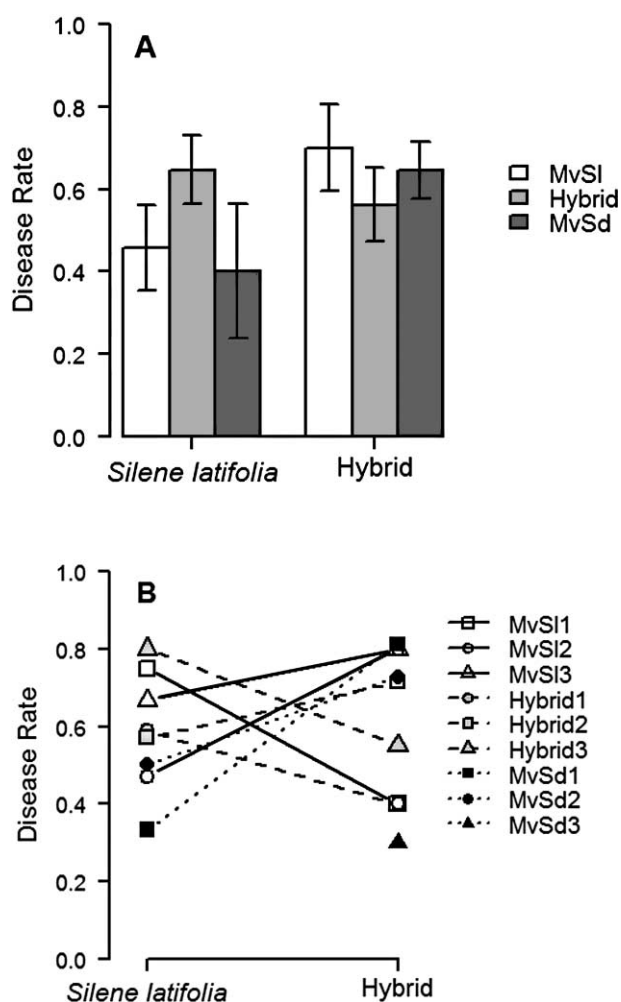 A
1.0
0.8
0.6
0.4
0.2
0.0
Disease Rate
Silene latifolia
Hybrid
MvSl
Hybrid
MvSd
B
1.0
0.8
0.6
0.4
0.2
0.0
Disease Rate
Silene latifolia
Hybrid
MvSl1
MvSl2
MvSl3
Hybrid1
Hybrid2
Hybrid3
MvSd1
MvSd2
MvSd3